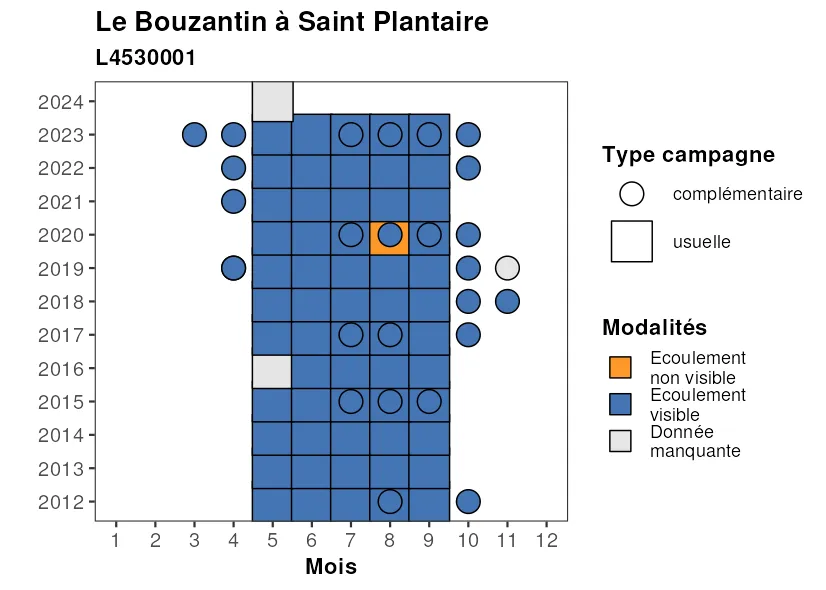 Le Bouzantin à Saint Plantaire
L4530001
2024
2023
2022
2021
2020
2019
2018
2017
2016
2015
2014
2013
2012
1 2 3 4 5 6 7 8 9 10 11 12
Mois
Type campagne
complémentaire
usuelle
Modalités
Ecoulement
non visible
Ecoulement
visible
Donnée
manquante